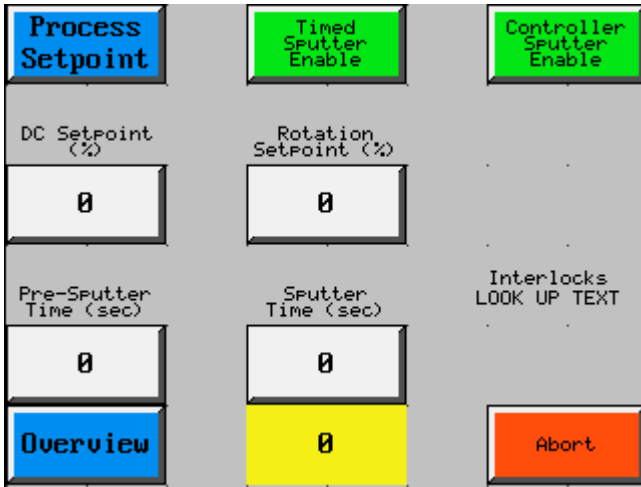 Process
Setpoint
Timed
Sputter
Enable
Controller
Sputter
Enable
DC Setpoint
(%)
Rotation
Setpoint (%)
0
0
Pre-Sputter
Time (sec)
Sputter
Time (sec)
Interlocks
LOOK UP TEXT
0
0
Overview
0
Abort